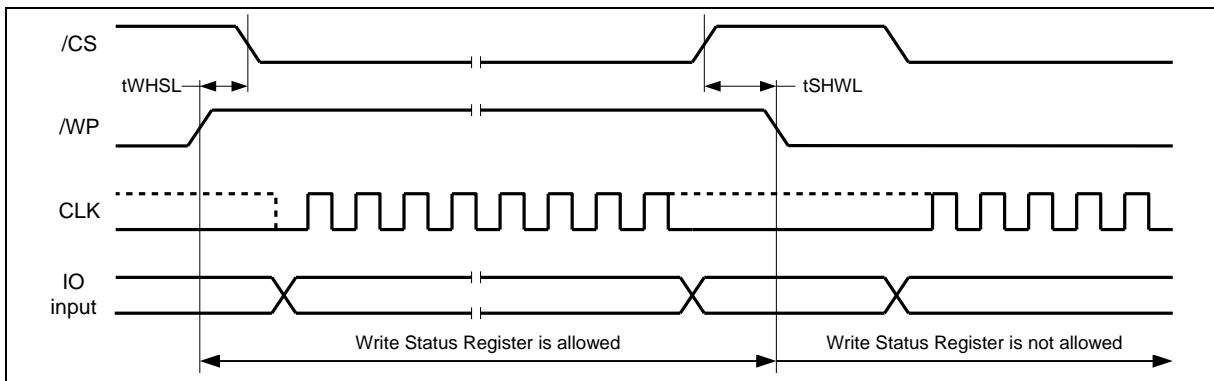 /CS
tWHSL
tSHWL
/WP
CLK
IO
input
Write Status Register is allowed
Write Status Register is not allowed